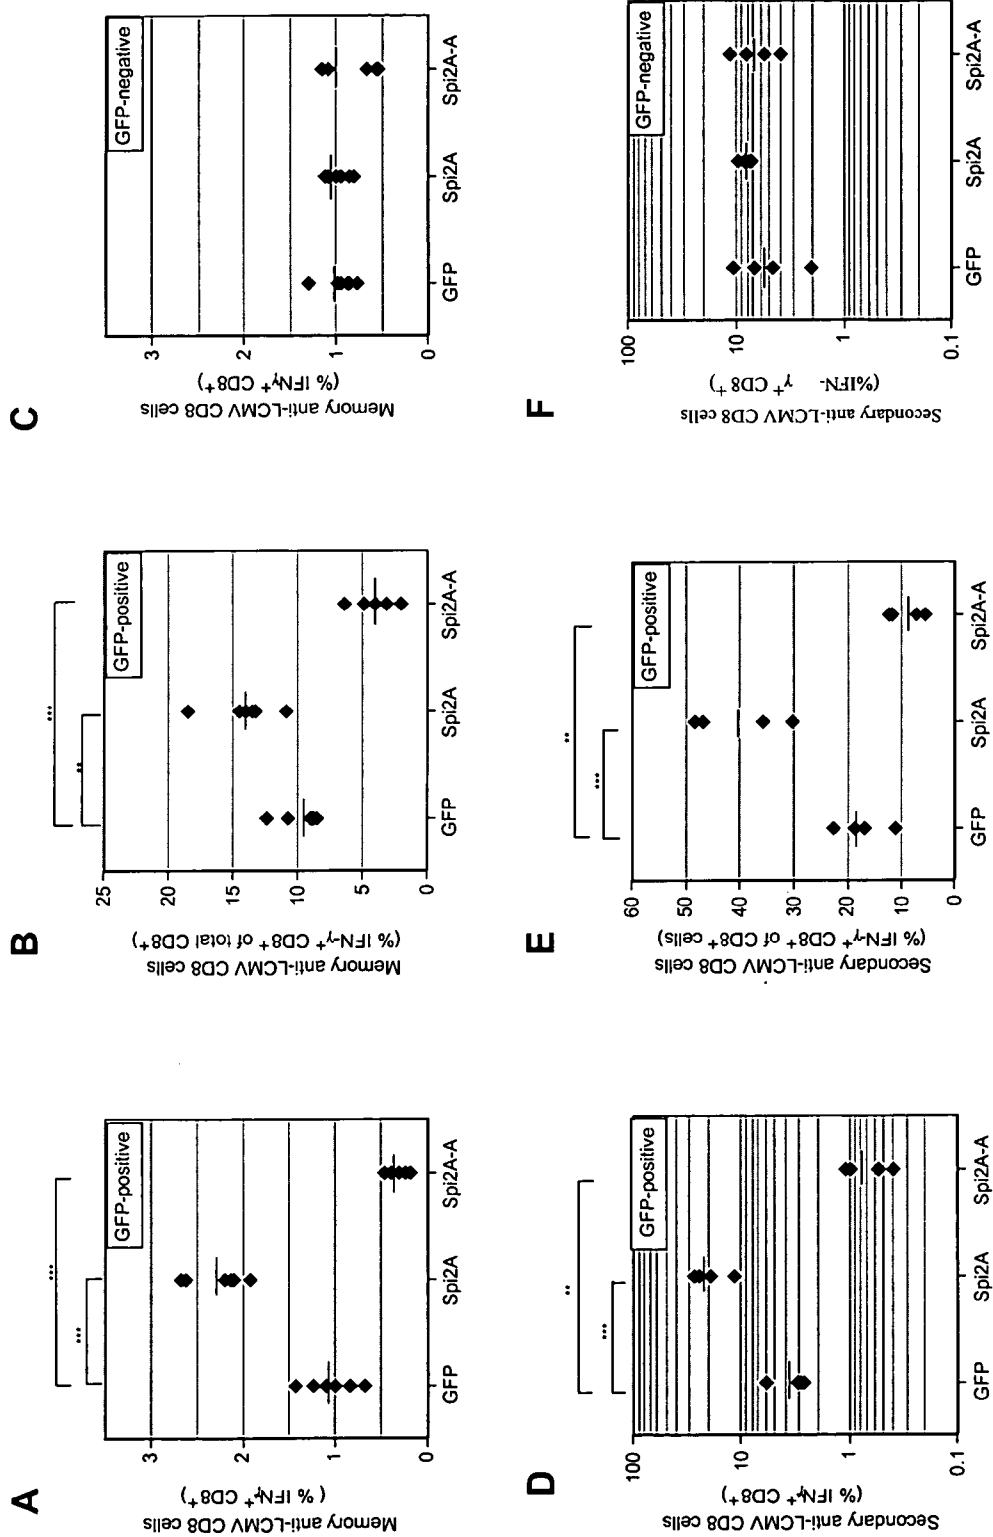 A
Memory anti-LCMV CD8 cells
(% IFNγ⁺ CD8⁺)
3
2
1
0
GFP-positive
***
***
GFP
Spi2A
Spi2A-A
B
Memory anti-LCMV CD8 cells
(% IFN-γ⁺ CD8⁺ of total CD8⁺)
25
20
15
10
5
0
GFP-positive
***
**
GFP
Spi2A
Spi2A-A
C
Memory anti-LCMV CD8 cells
(% IFNγ⁺ CD8⁺)
3
2
1
0
GFP-negative
GFP
Spi2A
Spi2A-A
D
Secondary anti-LCMV CD8 cells
(% IFNγ⁺ CD8⁺)
100
10
1
0.1
GFP-positive
**
***
GFP
Spi2A
Spi2A-A
E
Secondary anti-LCMV CD8 cells
(% IFN-γ⁺ CD8⁺ of CD8⁺ cells)
60
50
40
30
20
10
0
GFP-positive
**
***
GFP
Spi2A
Spi2A-A
F
Secondary anti-LCMV CD8 cells
(%IFN- γ⁺ CD8⁺)
100
10
1
0.1
GFP-negative
GFP
Spi2A
Spi2A-A